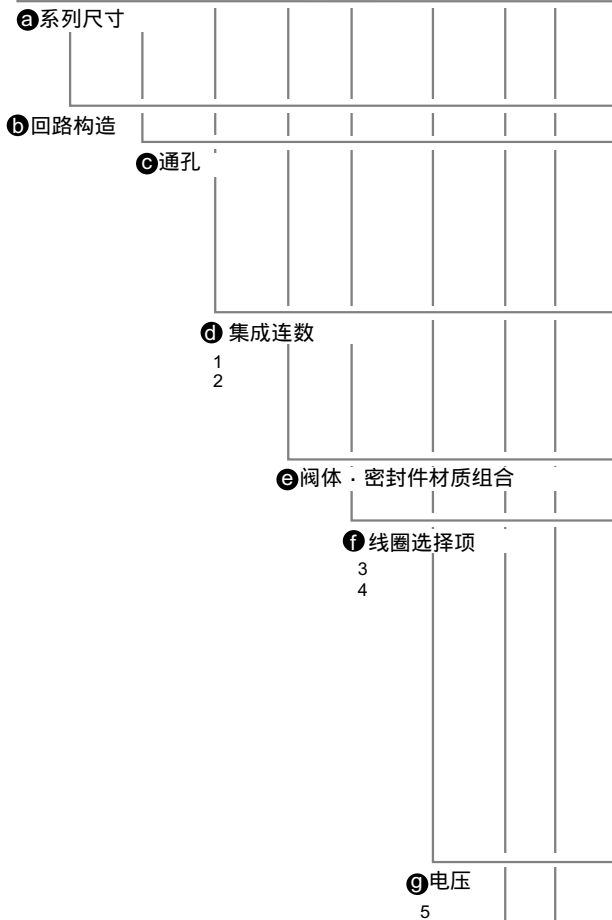 a系列尺寸
b回路构造
c通孔
d 集成连数
1
2
e阀体·密封件材质组合
f线圈选择项
3
4
g电压
5